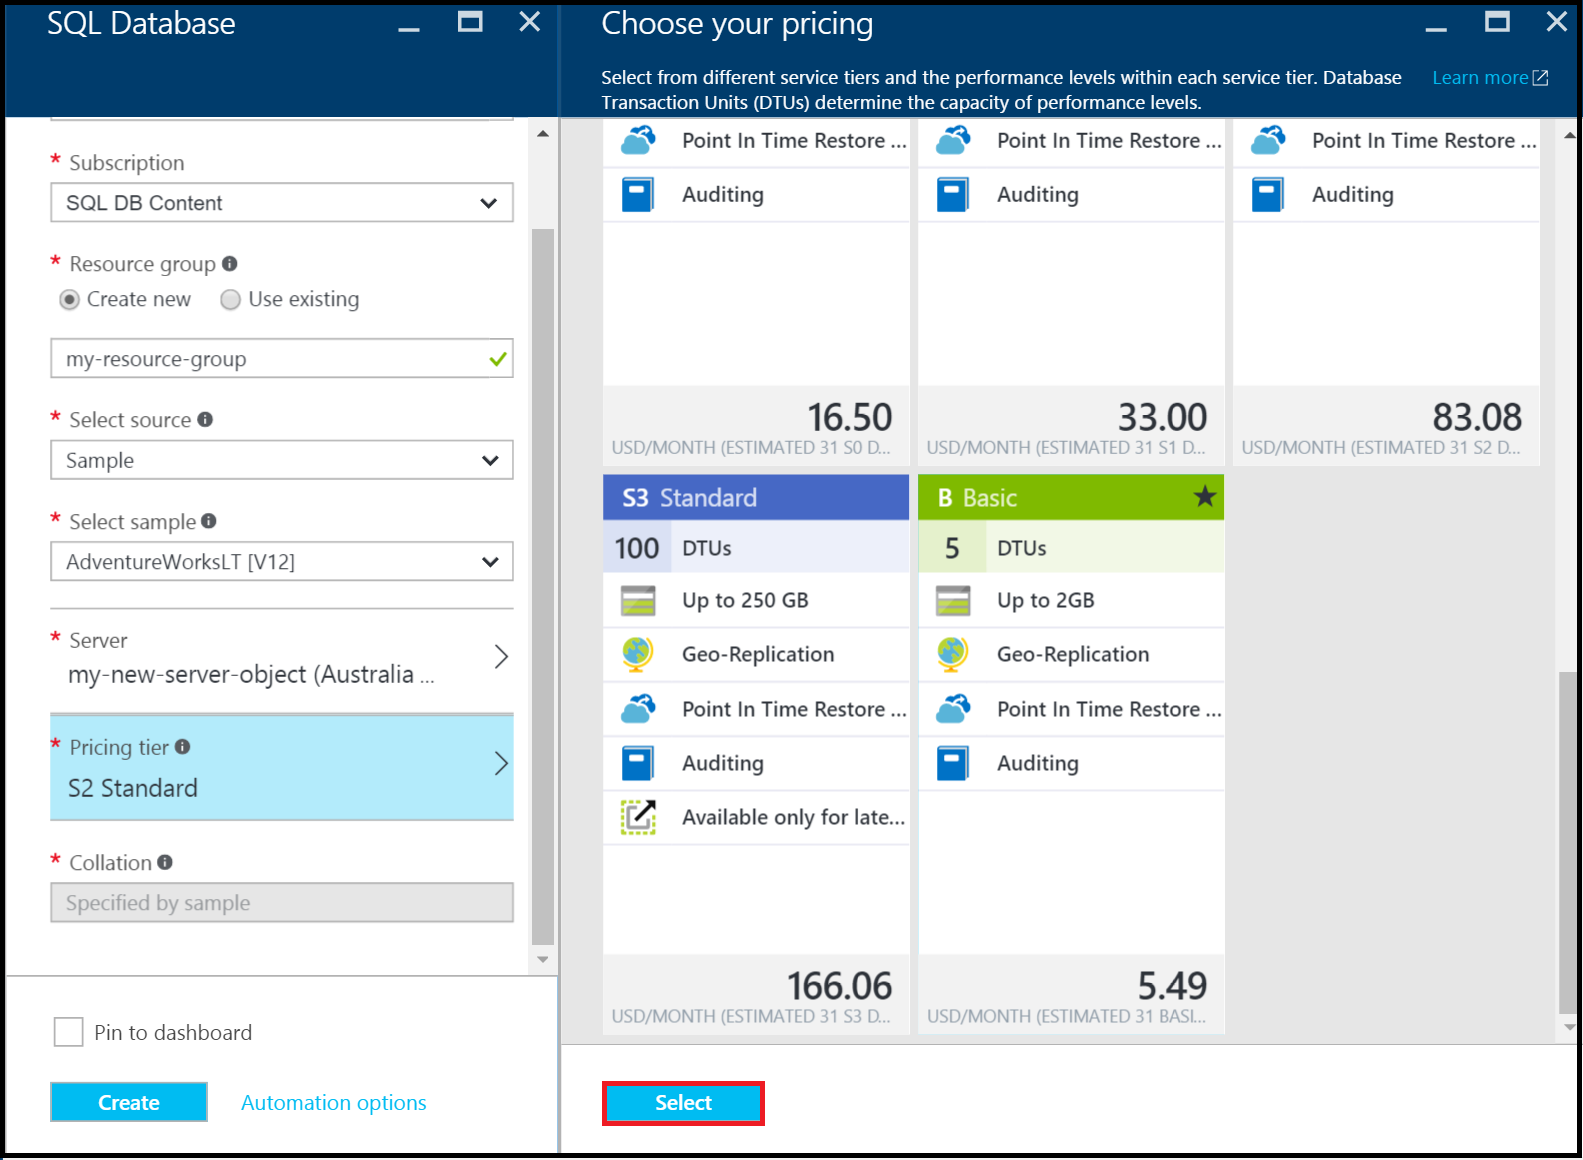 SQL Database
* Subscription
SQL DB Content
* Resource group
Create new
Use existing
my-resource-group
* Select source
Sample
* Select sample
AdventureWorksLT [V12]
* Server
my-new-server-object (Australia ...
* Pricing tier
S2 Standard
* Collation
Specified by sample
Pin to dashboard
Create
Automation options
Choose your pricing
Select from different service tiers and the performance levels within each service tier. Database
Transaction Units (DTUs) determine the capacity of performance levels.
Learn more
Point In Time Restore ...
Auditing
16.50
USD/MONTH (ESTIMATED 31 S0 D...
Point In Time Restore ...
Auditing
33.00
USD/MONTH (ESTIMATED 31 S1 D...
Point In Time Restore ...
Auditing
83.08
USD/MONTH (ESTIMATED 31 S2 D...
S3 Standard
100 DTUs
Up to 250 GB
Geo-Replication
Point In Time Restore ...
Auditing
Available only for late...
166.06
USD/MONTH (ESTIMATED 31 S3 D...
B Basic
5 DTUs
Up to 2GB
Geo-Replication
Point In Time Restore ...
Auditing
5.49
USD/MONTH (ESTIMATED 31 BASI...
Select